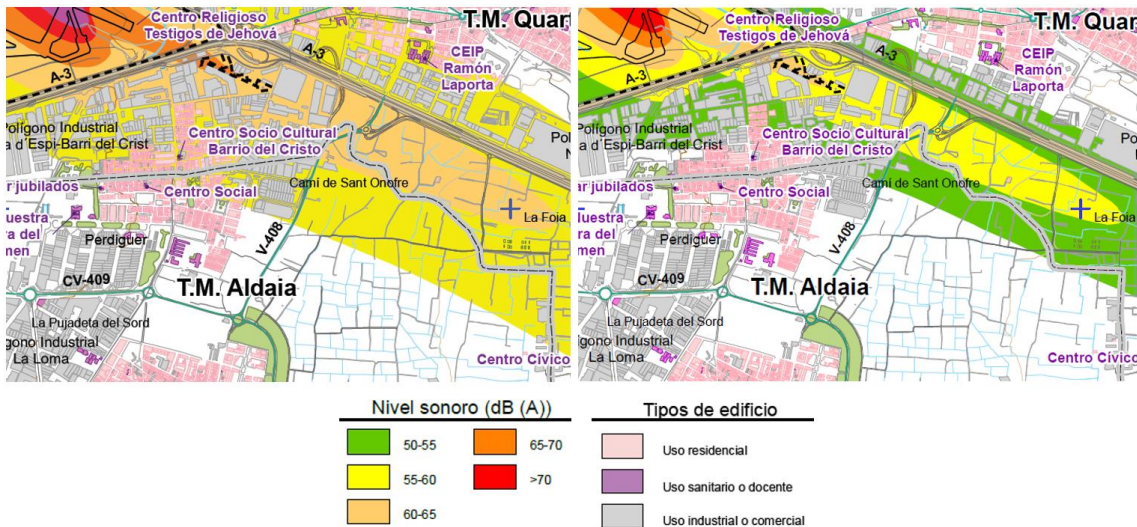 T.M. Quart
Centro Religioso
Testigos de Jehová
A-3
A-3
CEIP
Ramón
Laporta
Polígono Industrial
a d'Espi-Barri del Crist
Centro Socio Cultural
Barrio del Cristo
Po
ar jubilados
Centro Social
Camí de Sant Onofre
La Foia
uestra
ra del
men
Perdiguer
V-408
CV-409
T.M. Aldaia
La Pujadeta del Sord
gono Industrial
La Loma
Centro Cívico
T.M. Quar
Centro Religioso
Testigos de Jehová
A-3
A-3
CEIP
Ramón
Laporta
Polígono Industrial
a d'Espi-Barri del Crist
Centro Socio Cultural
Barrio del Cristo
Pol
ar jubilados
Centro Social
Camí de Sant Onofre
La Foia
luestra
ra del
men
Perdiguer
V-408
CV-409
T.M. Aldaia
La Pujadeta del Sord
gono Industrial
La Loma
Centro Cívico
Nivel sonoro (dB (A))
50-55
65-70
55-60
>70
60-65
Tipos de edificio
Uso residencial
Uso sanitario o docente
Uso industrial o comercial